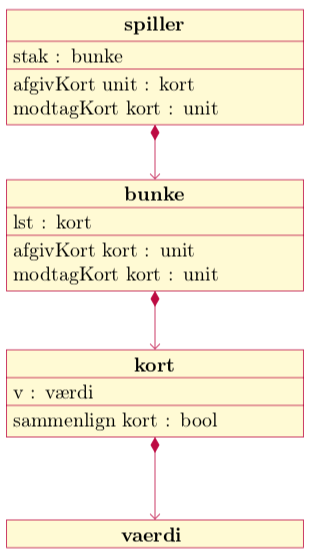 spiller
stak : bunke
afgivKort unit : kort
modtagKort kort : unit
bunke
lst : kort
afgivKort kort : unit
modtagKort kort : unit
kort
v : værdi
sammenlign kort : bool
vaerdi